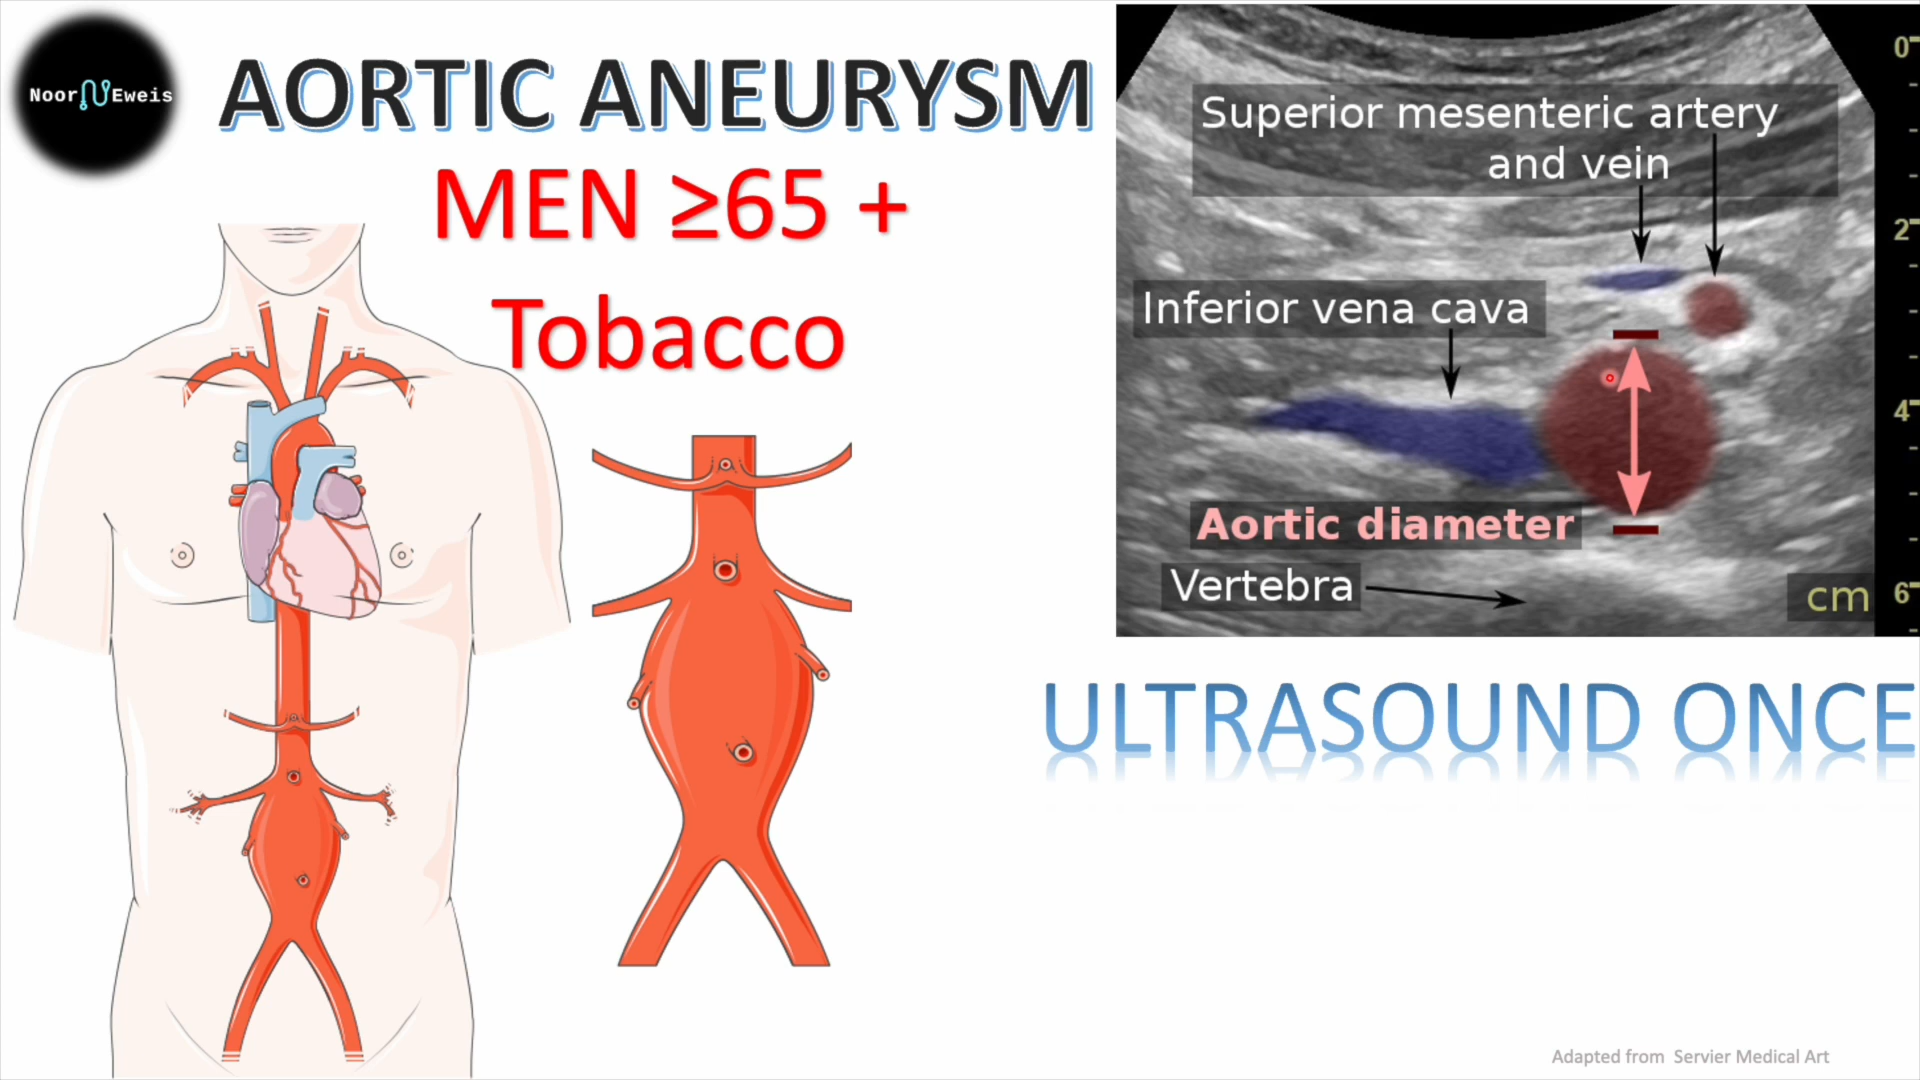 Noor Eweis
AORTIC ANEURYSM
MEN ≥65 +
Tobacco
Superior mesenteric artery
and vein
Inferior vena cava
Aortic diameter
Vertebra
cm
0
2
4
6
ULTRASOUND ONCE
Adapted from Servier Medical Art